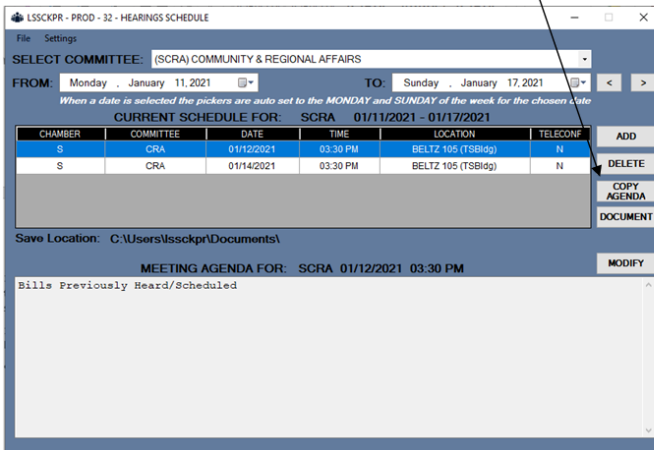 LSSCKPR - PROD - 32 - HEARINGS SCHEDULE
File Settings
SELECT COMMITTEE: (SCRA) COMMUNITY & REGIONAL AFFAIRS
FROM: Monday , January 11, 2021 TO: Sunday , January 17, 2021 < >
When a date is selected the pickers are auto set to the MONDAY and SUNDAY of the week for the chosen date
CURRENT SCHEDULE FOR: SCRA 01/11/2021 - 01/17/2021
CHAMBER COMMITTEE DATE TIME LOCATION TELECONF
S CRA 01/12/2021 03:30 PM BELTZ 105 (TSBldg) N
S CRA 01/14/2021 03:30 PM BELTZ 105 (TSBldg) N
ADD
DELETE
COPY
AGENDA
DOCUMENT
Save Location: C:\Users\lssckpr\Documents\
MEETING AGENDA FOR: SCRA 01/12/2021 03:30 PM
MODIFY
Bills Previously Heard/Scheduled